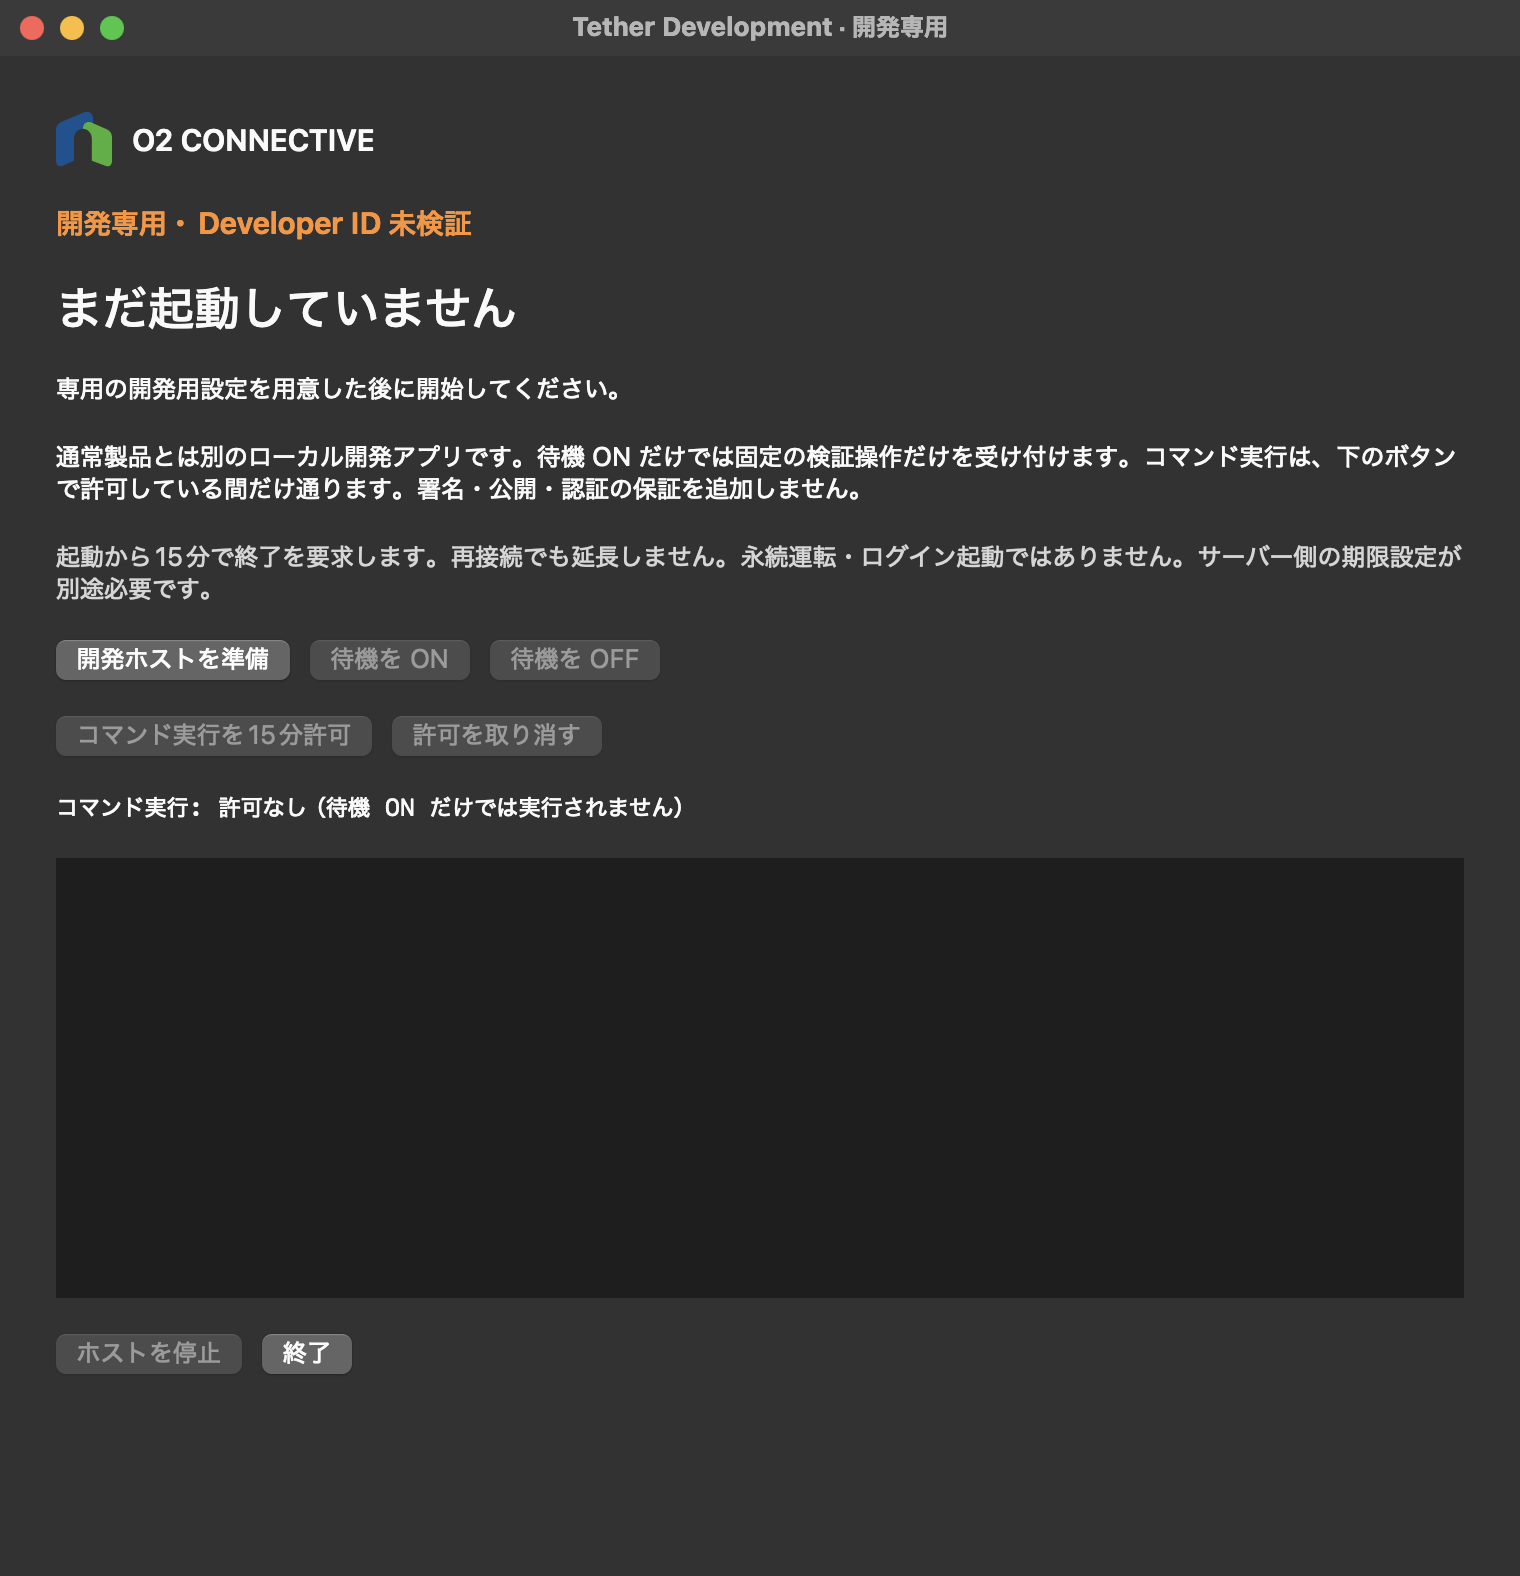 Tether Development · 開発専用
O2 CONNECTIVE
開発専用・Developer ID 未検証
まだ起動していません
専用の開発用設定を用意した後に開始してください。
通常製品とは別のローカル開発アプリです。待機 ON だけでは固定の検証操作だけを受け付けます。コマンド実行は、下のボタン
で許可している間だけ通ります。署名・公開・認証の保証を追加しません。
起動から15分で終了を要求します。再接続でも延長しません。永続運転・ログイン起動ではありません。サーバー側の期限設定が
別途必要です。
開発ホストを準備 待機を ON 待機を OFF
コマンド実行を15分許可 許可を取り消す
コマンド実行: 許可なし（待機 ON だけでは実行されません）
ホストを停止 終了